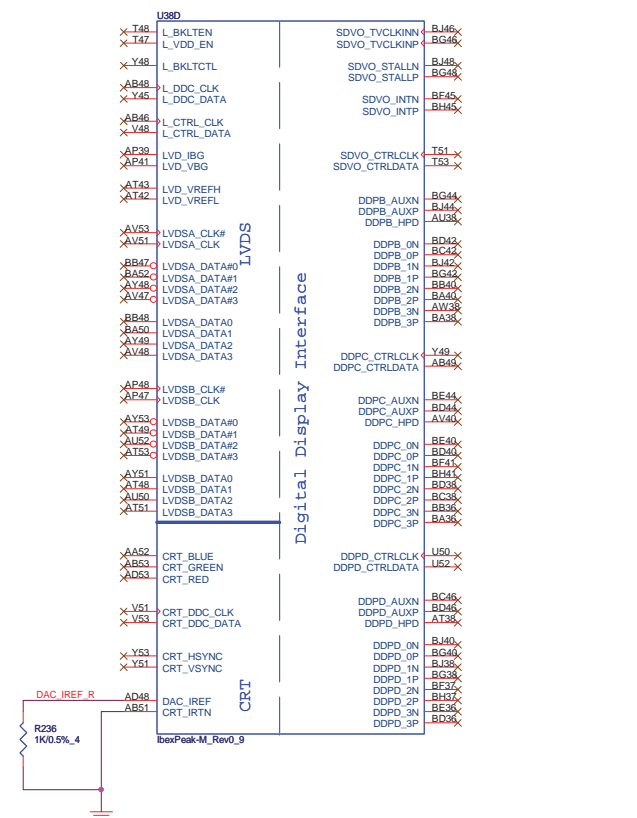 U38D
T48 L_BKLTEN
T47 L_VDD_EN
Y48 L_BKLTCTL
AB48 L_DDC_CLK
Y45 L_DDC_DATA
AB46 L_CTRL_CLK
V48 L_CTRL_DATA
AP39 LVD_IBG
AP41 LVD_VBG
AT43 LVD_VREFH
AT42 LVD_VREFL
AV53 LVDSA_CLK#
AV51 LVDSA_CLK
BB47 LVDSA_DATA#0
BA52 LVDSA_DATA#1
AY48 LVDSA_DATA#2
AV47 LVDSA_DATA#3
BB48 LVDSA_DATA0
BA50 LVDSA_DATA1
AY49 LVDSA_DATA2
AV48 LVDSA_DATA3
AP48 LVDSB_CLK#
AP47 LVDSB_CLK
AY53 LVDSB_DATA#0
AT49 LVDSB_DATA#1
AU52 LVDSB_DATA#2
AT53 LVDSB_DATA#3
AY51 LVDSB_DATA0
AT48 LVDSB_DATA1
AU50 LVDSB_DATA2
AT51 LVDSB_DATA3
AA52 CRT_BLUE
AB53 CRT_GREEN
AD53 CRT_RED
V51 CRT_DDC_CLK
V53 CRT_DDC_DATA
Y53 CRT_HSYNC
Y51 CRT_VSYNC
DAC_IREF_R AD48 DAC_IREF
AB51 CRT_IRTN
R236
1K/0.5%_4
LVDS
CRT
Digital Display Interface
SDVO_TVCLKINN BJ46
SDVO_TVCLKINP BG46
SDVO_STALLN BJ48
SDVO_STALLP BG48
SDVO_INTN BF45
SDVO_INTP BH45
SDVO_CTRLCLK T51
SDVO_CTRLDATA T53
DDPB_AUXN BG44
DDPB_AUXP BJ44
DDPB_HPD AU38
DDPB_0N BD42
DDPB_0P BC42
DDPB_1N BJ42
DDPB_1P BG42
DDPB_2N BB40
DDPB_2P BA40
DDPB_3N AW38
DDPB_3P BA38
DDPC_CTRLCLK Y49
DDPC_CTRLDATA AB49
DDPC_AUXN BE44
DDPC_AUXP BD44
DDPC_HPD AV40
DDPC_0N BE40
DDPC_0P BD40
DDPC_1N BF41
DDPC_1P BH41
DDPC_2N BD38
DDPC_2P BC38
DDPC_3N BB36
DDPC_3P BA36
DDPD_CTRLCLK U50
DDPD_CTRLDATA U52
DDPD_AUXN BC46
DDPD_AUXP BD46
DDPD_HPD AT38
DDPD_0N BJ40
DDPD_0P BG40
DDPD_1N BJ38
DDPD_1P BG38
DDPD_2N BF37
DDPD_2P BH37
DDPD_3N BE36
DDPD_3P BD36
IbexPeak-M_Rev0_9